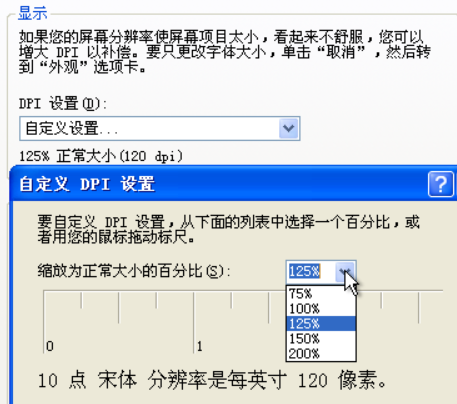 显示
如果您的屏幕分辨率使屏幕项目太小，看起来不舒服，您可以
增大 DPI 以补偿。要只更改字体大小，单击“取消”，然后转
到“外观”选项卡。
DPI 设置(D):
自定义设置...
125% 正常大小(120 dpi)
自定义 DPI 设置
?
要自定义 DPI 设置，从下面的列表中选择一个百分比，或
者用您的鼠标拖动标尺。
缩放为正常大小的百分比(S):
125%
75%
100%
125%
150%
200%
0
1
10 点 宋体 分辨率是每英寸 120 像素。